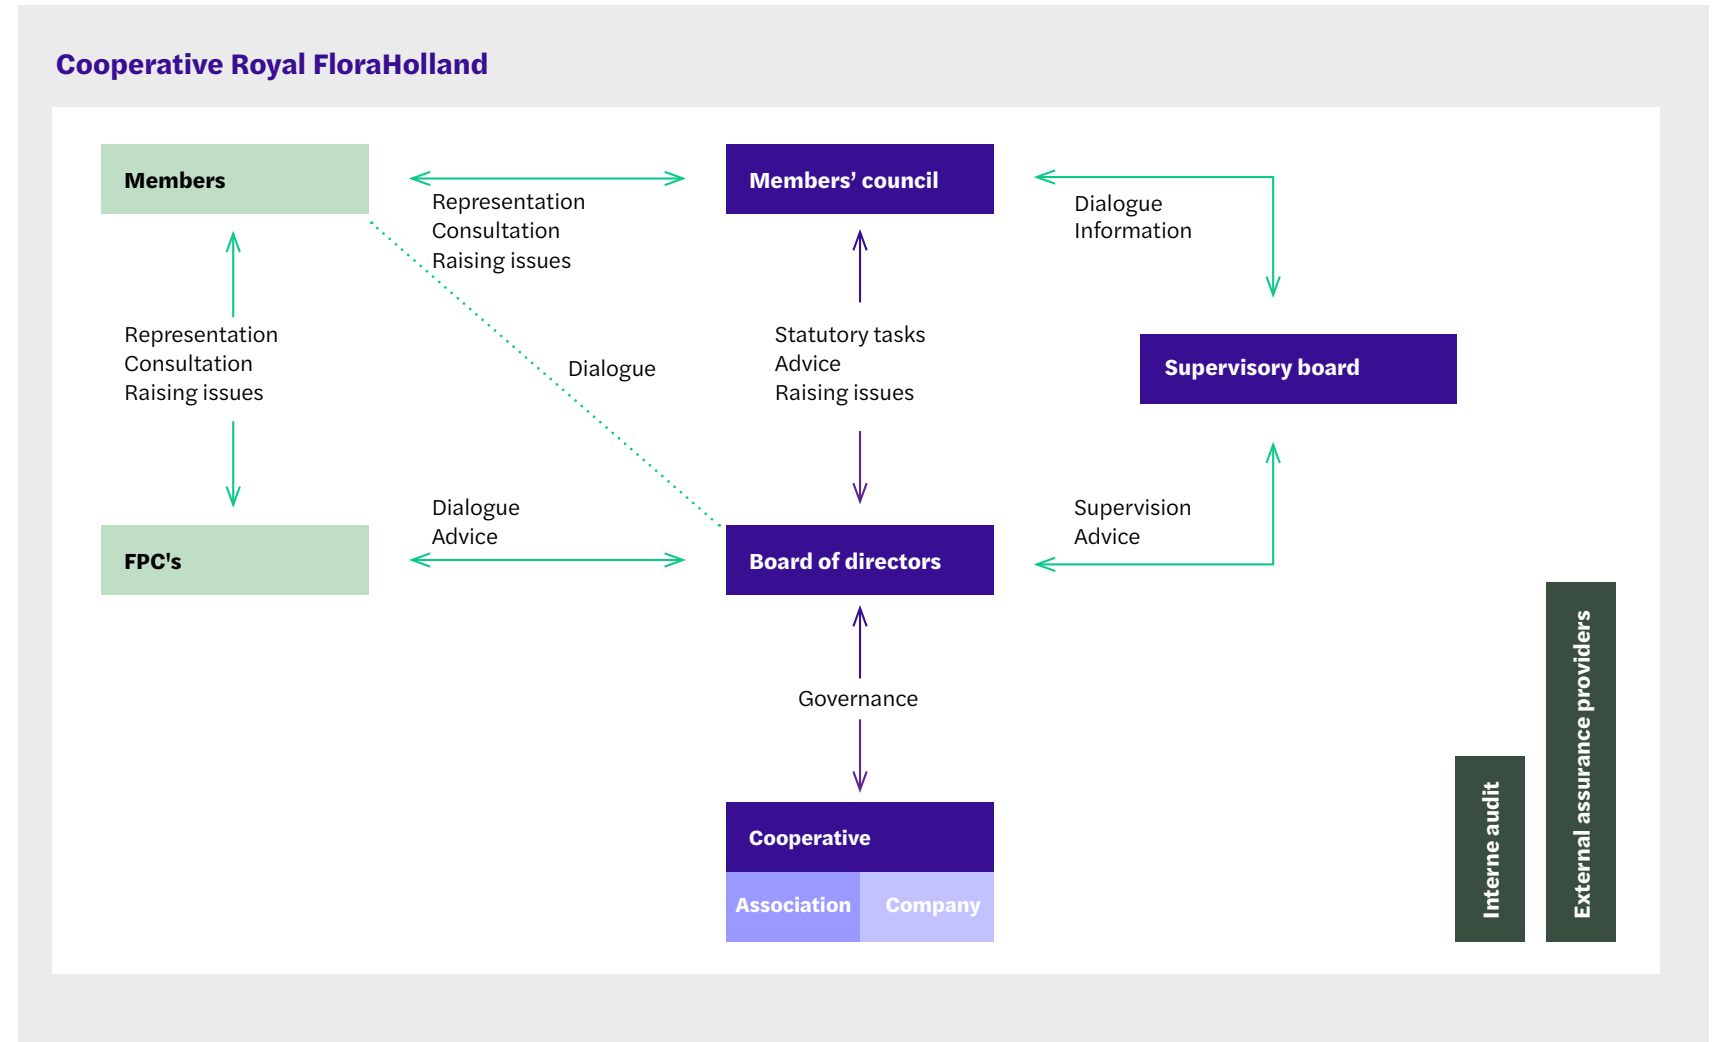 Cooperative Royal FloraHolland
Members
Members’ council
Representation
Consultation
Raising issues
Dialogue
Information
Representation
Consultation
Raising issues
Dialogue
Statutory tasks
Advice
Raising issues
Supervisory board
Dialogue
Advice
Supervision
Advice
FPC's
Board of directors
Governance
Cooperative
Association
Company
Interne audit
External assurance providers